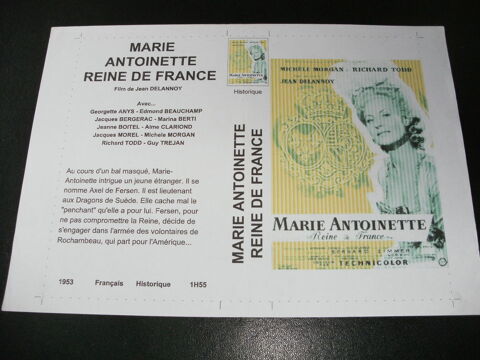 MARIE
ANTOINETTE
REINE DE FRANCE
Film de Jean DELANNOY
Avec...
Georgette ANYS - Edmond BEAUCHAMP
Jacques BERGERAC - Marina BERTI
Jeanne BOITEL - Aime CLARIOND
Jacques MOREL - Michele MORGAN
Richard TODD - Guy TREJAN
Au cours d'un bal masqué, Marie-
Antoinette intrigue un jeune étranger. Il se
nomme Axel de Fersen. Il est lieutenant
aux Dragons de Suède. Elle cache mal le
"penchant" qu'elle a pour lui. Fersen, pour
ne pas compromettre la Reine, décide de
s'engager dans l'armée des volontaires de
Rochambeau, qui part pour l'Amérique...
1953 Français Historique 1H55
MARIE ANTOINETTE
Historique
MARIE ANTOINETTE
REINE DE FRANCE
MICHÈLE MORGAN · RICHARD TODD
JEAN DELANNOY
MARIE ANTOINETTE
Reine de France
BERNARD ZIMMER
TECHNICOLOR